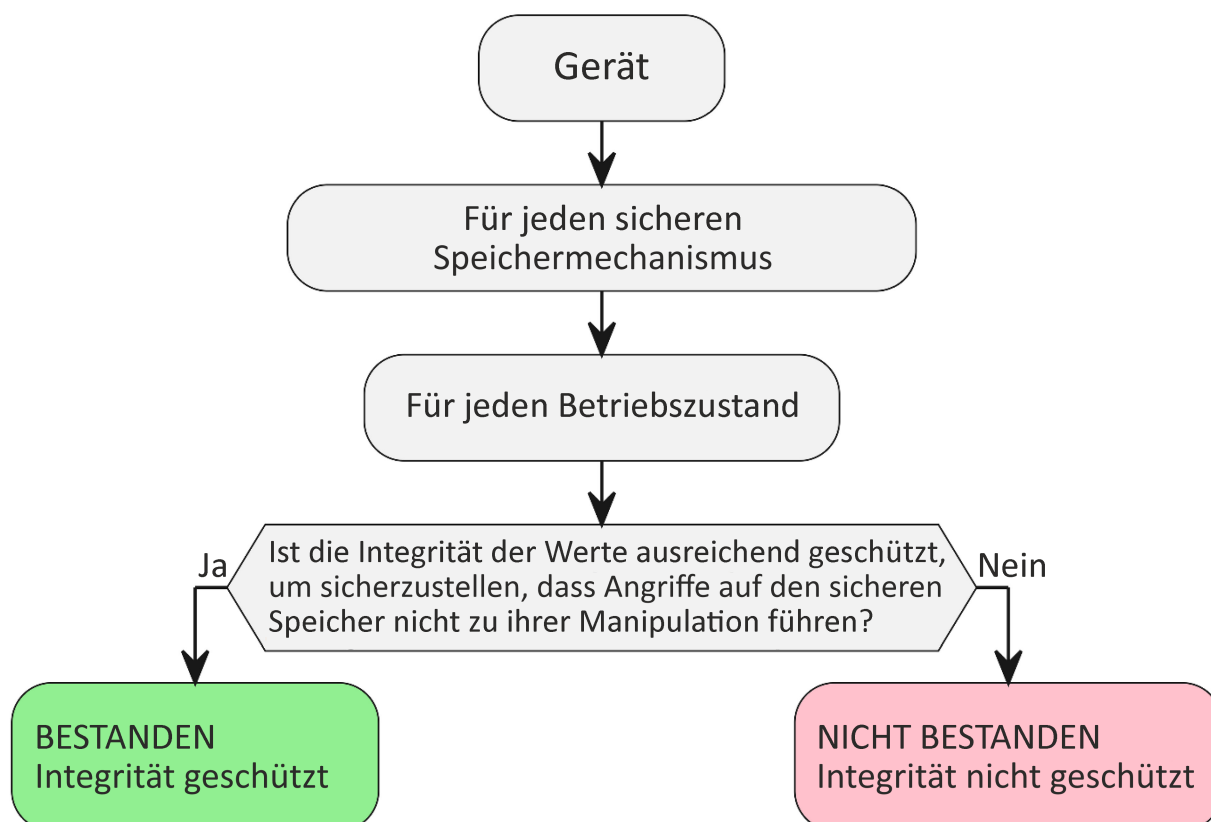 Gerät
Für jeden sicheren
Speichermechanismus
Für jeden Betriebszustand
Ja
Ist die Integrität der Werte ausreichend geschützt,
um sicherzustellen, dass Angriffe auf den sicheren
Speicher nicht zu ihrer Manipulation führen?
Nein
BESTANDEN
Integrität geschützt
NICHT BESTANDEN
Integrität nicht geschützt